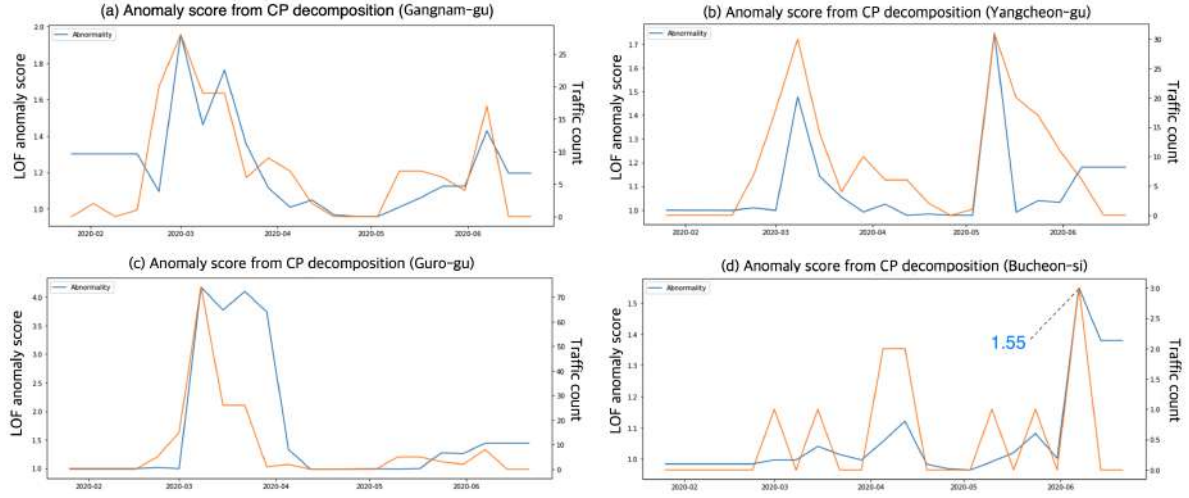 (a) Anomaly score from CP decomposition (Gangnam-gu)
Abnormality
LOF anomaly score
Traffic count
2.0
1.8
1.6
1.4
1.2
1.0
25
20
15
10
5
0
2020-02 2020-03 2020-04 2020-05 2020-06
(b) Anomaly score from CP decomposition (Yangcheon-gu)
Abnormality
LOF anomaly score
Traffic count
1.7
1.6
1.5
1.4
1.3
1.2
1.1
1.0
30
25
20
15
10
5
0
2020-02 2020-03 2020-04 2020-05 2020-06
(c) Anomaly score from CP decomposition (Guro-gu)
Abnormality
LOF anomaly score
Traffic count
4.0
3.5
3.0
2.5
2.0
1.5
1.0
70
60
50
40
30
20
10
0
2020-02 2020-03 2020-04 2020-05 2020-06
(d) Anomaly score from CP decomposition (Bucheon-si)
Abnormality
LOF anomaly score
Traffic count
1.55
1.5
1.4
1.3
1.2
1.1
1.0
3.0
2.5
2.0
1.5
1.0
0.5
0.0
2020-02 2020-03 2020-04 2020-05 2020-06